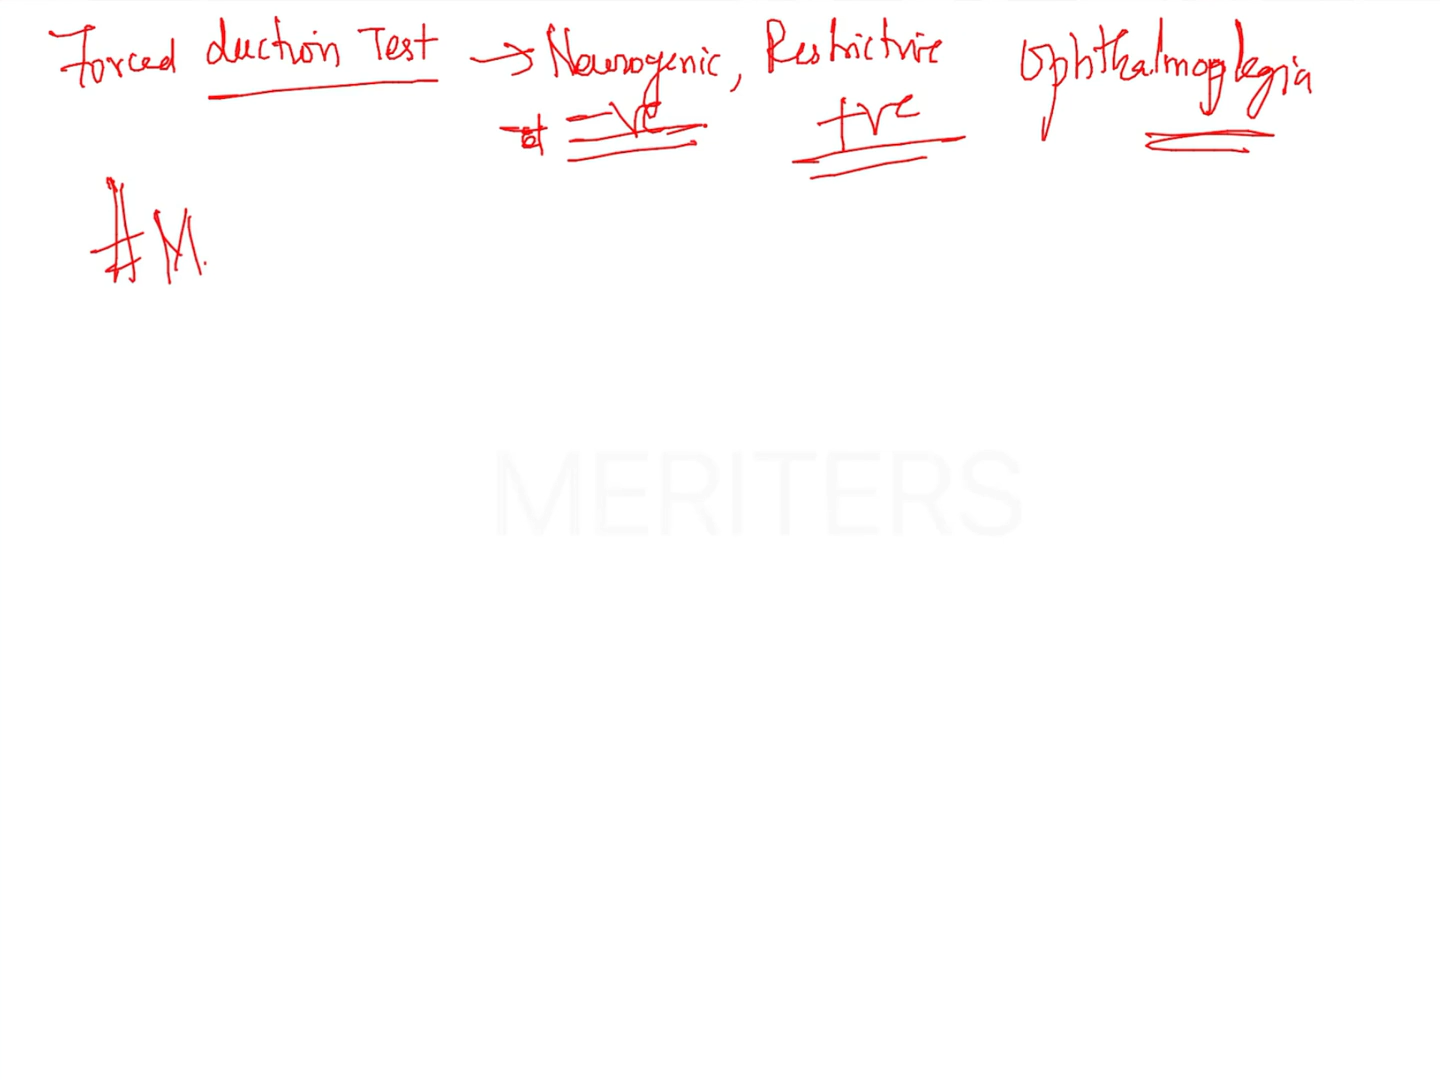 Forced duction Test → Neurogenic, Restrictive Ophthalmoplegia
=ve +ve
#M.
MERITERS